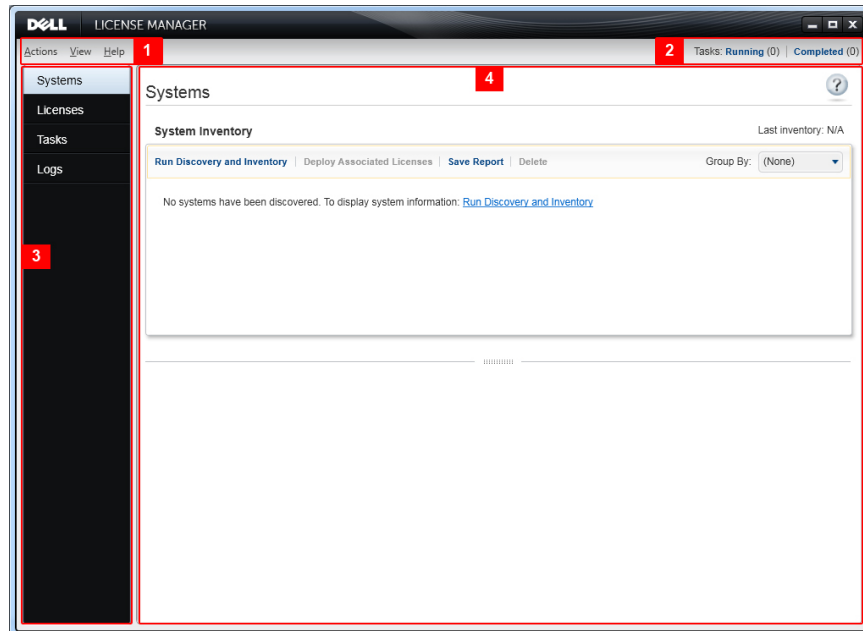 DELL LICENSE MANAGER
Actions View Help 1 2 Tasks: Running (0) | Completed (0)
Systems
Licenses
Tasks
Logs
3
4
Systems
?
System Inventory Last inventory: N/A
Run Discovery and Inventory | Deploy Associated Licenses | Save Report | Delete Group By: (None)
No systems have been discovered. To display system information: Run Discovery and Inventory